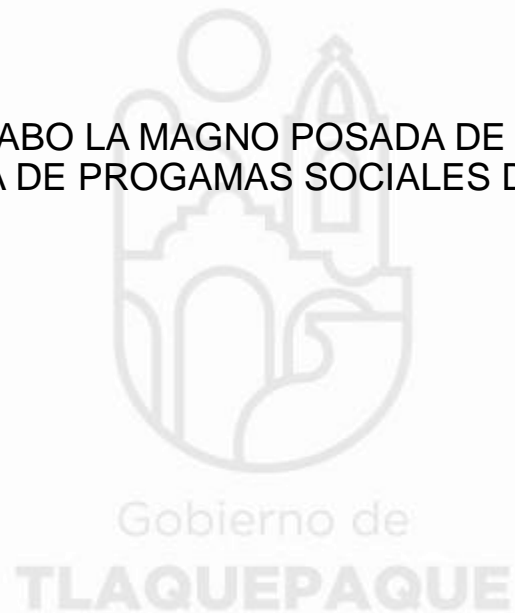 ABO LA MAGNO POSADA DE
A DE PROGAMAS SOCIALES D
Gobierno de
TLAQUEPAQUE